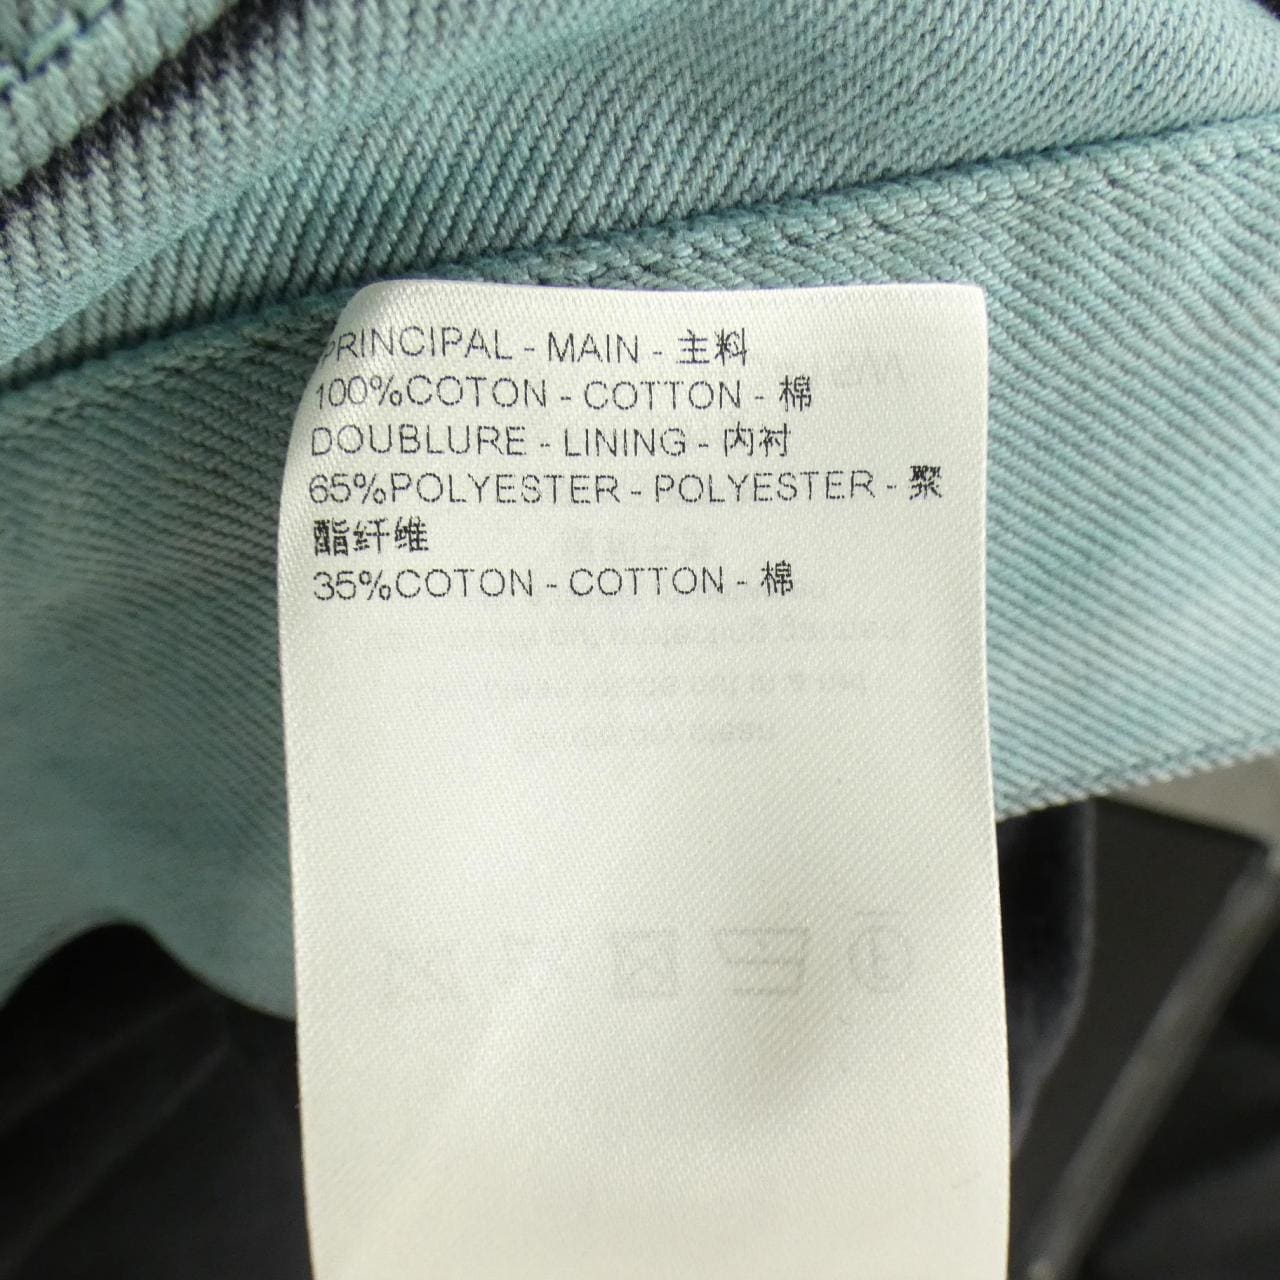 PRINCIPAL - MAIN - 主料
100%COTON - COTTON - 棉
DOUBLURE - LINING - 内衬
65%POLYESTER - POLYESTER - 聚
酯纤维
35%COTON - COTTON - 棉